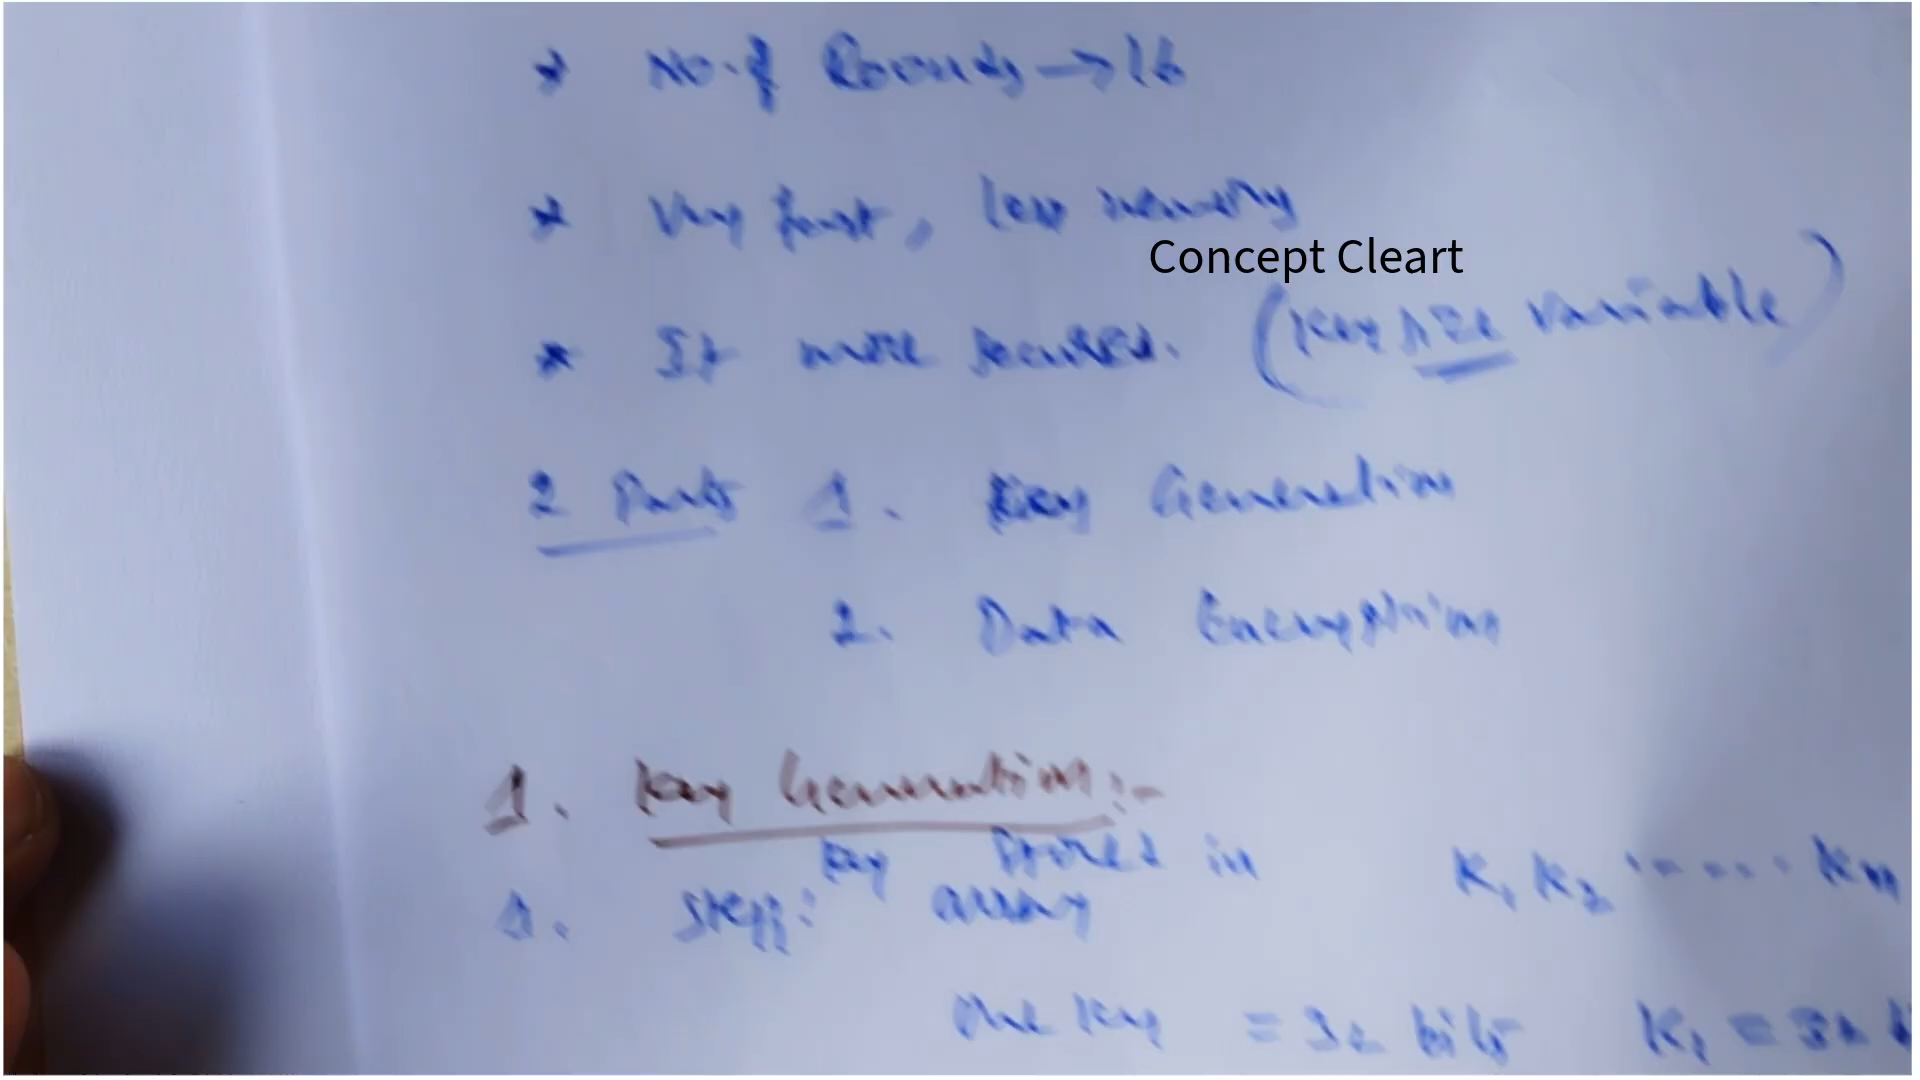 * No. of Rounds → 16
* Very fast, less memory
Concept Cleart
* It more secured. (Key size variable)
2 Parts 1. Key Generation
2. Data Encryption
1. Key Generation:-
Key Stored in K1 K2 ..... Kn
1. Step: array
One Key = 32 bits K1 = 32